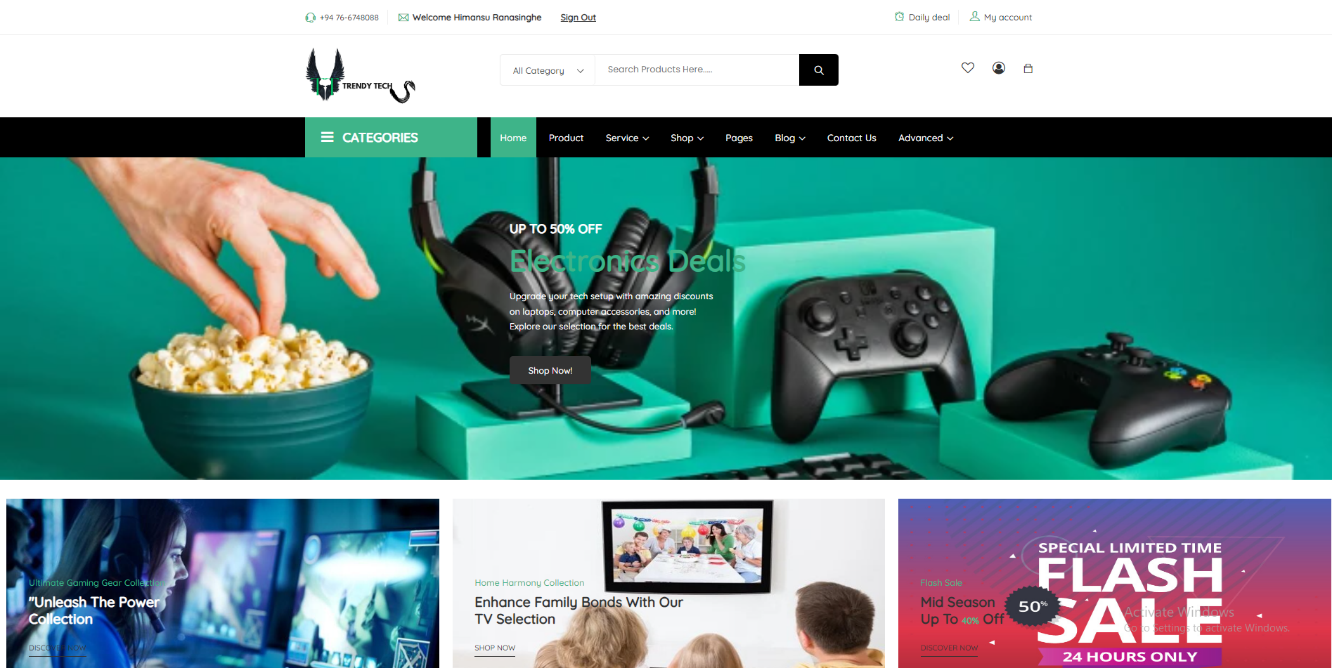 +94 76-6748088
Welcome Himansu Ranasinghe
Sign Out
Daily deal
My account
TRENDY TECH
All Category
Search Products Here.....
CATEGORIES
Home
Product
Service
Shop
Pages
Blog
Contact Us
Advanced
UP TO 50% OFF
Electronics Deals
Upgrade your tech setup with amazing discounts
on laptops, computer accessories, and more!
Explore our selection for the best deals.
Shop Now!
Ultimate Gaming Gear Collection
"Unleash The Power
Collection
DISCOVER NOW
Home Harmony Collection
Enhance Family Bonds With Our
TV Selection
SHOP NOW
SPECIAL LIMITED TIME
FLASH
SALE
24 HOURS ONLY
Flash Sale
Mid Season
Up To 40% Off
50%
DISCOVER NOW
Activate Windows
Go to Settings to activate Windows.